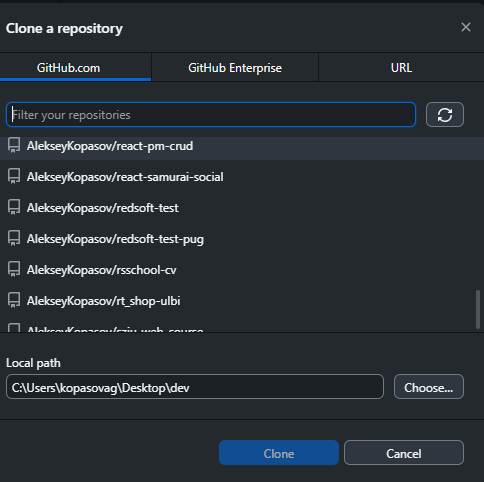 Clone a repository
GitHub.com
GitHub Enterprise
URL
Filter your repositories
AlekseyKopasov/react-pm-crud
AlekseyKopasov/react-samurai-social
AlekseyKopasov/redsoft-test
AlekseyKopasov/redsoft-test-pug
AlekseyKopasov/rsschool-cv
AlekseyKopasov/rt_shop-ulbi
Local path
C:\Users\kopasovag\Desktop\dev
Choose...
Clone
Cancel